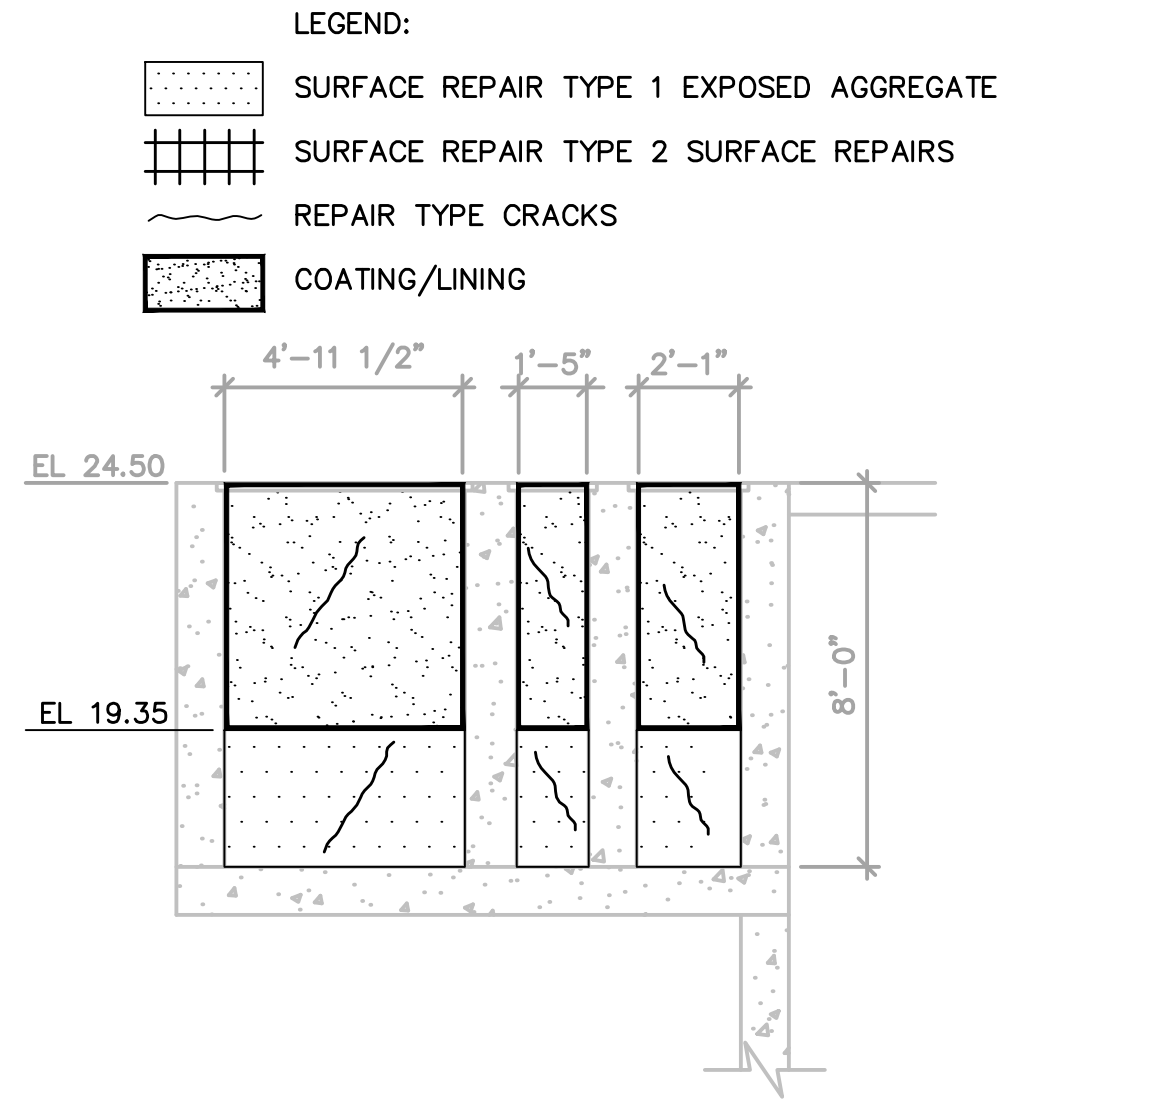 LEGEND:
SURFACE REPAIR TYPE 1 EXPOSED AGGREGATE
SURFACE REPAIR TYPE 2 SURFACE REPAIRS
REPAIR TYPE CRACKS
COATING/LINING
4'-11 1/2"
1'-5"
2'-1"
EL 24.50
EL 19.35
8'-0"